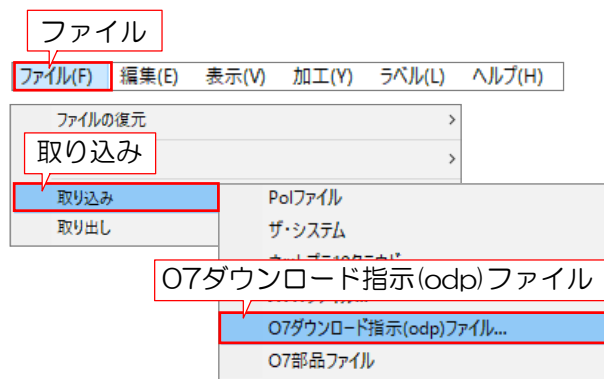 ファイル
ファイル(F) 編集(E) 表示(V) 加工(Y) ラベル(L) ヘルプ(H)
ファイルの復元 >
取り込み
>
取り込み
Polファイル
取り出し
ザ・システム
O7ダウンロード指示(odp)ファイル
O7ダウンロード指示(odp)ファイル...
O7部品ファイル